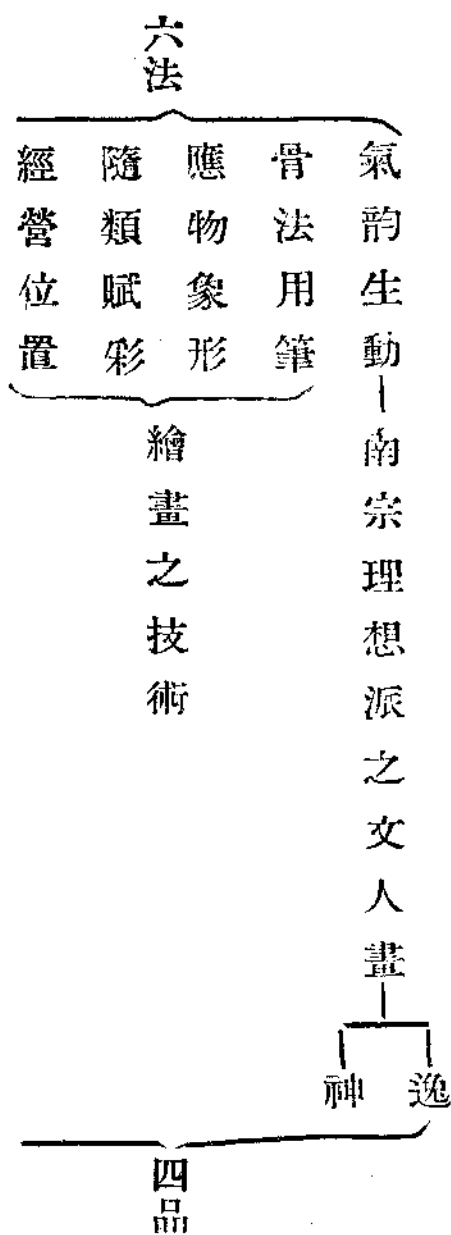 六法
氣韵生動
南宗理想派之文人畫
逸
神
骨法用筆
應物象形
隨類賦彩
經營位置
繪畫之技術
四品